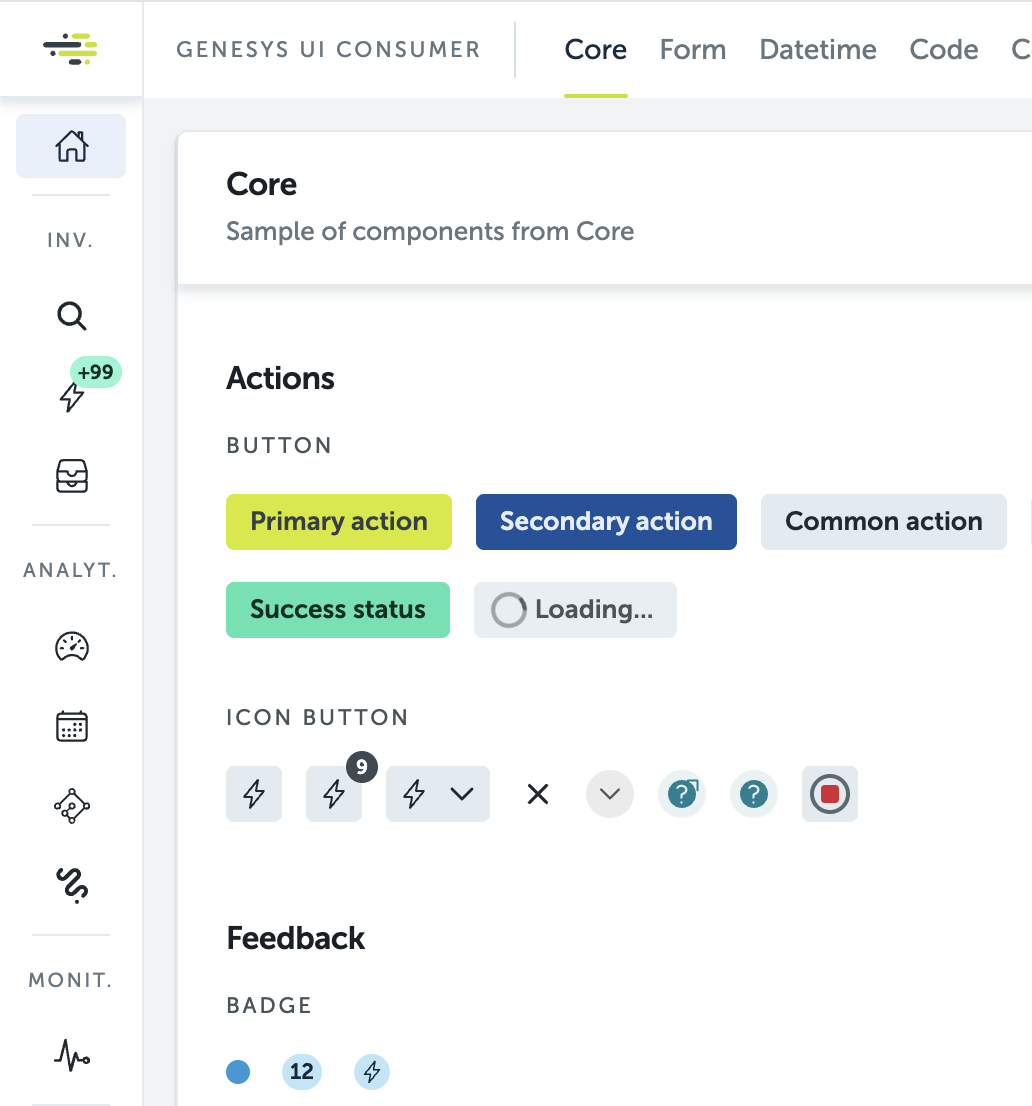 GENESYS UI CONSUMER
Core Form Datetime Code
Core
Sample of components from Core
INV.
+99
Actions
BUTTON
Primary action Secondary action Common action
ANALYT.
Success status Loading...
ICON BUTTON
9
? ?
Feedback
MONIT.
BADGE
12